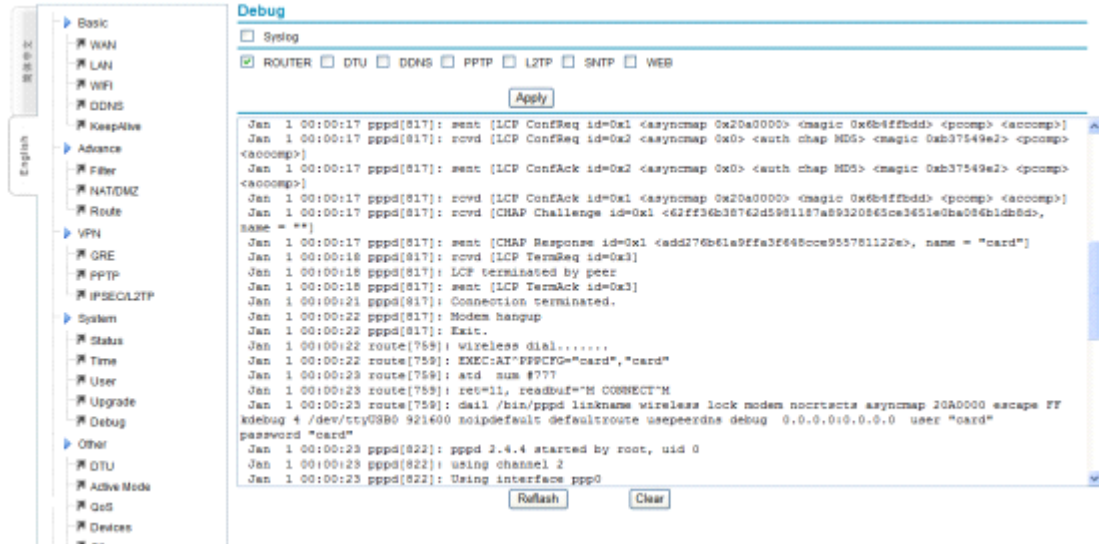 简体中文
English
Basic
WAN
LAN
WIFI
DDNS
KeepAlive
Advance
Filter
NAT/DMZ
Route
VPN
GRE
PPTP
IPSEC/L2TP
System
Status
Time
User
Upgrade
Debug
Other
DTU
Active Mode
QoS
Devices
Debug
Syslog
ROUTER DTU DDNS PPTP L2TP SNTP WEB
Apply
Jan 1 00:00:17 pppd[817]: sent [LCP ConfReq id=0x1 <asyncmap 0x20a0000> <magic 0x6b4ffbdd> <pcomp> <accomp>]
Jan 1 00:00:17 pppd[817]: rcvd [LCP ConfReq id=0x2 <asyncmap 0x0> <auth chap MD5> <magic 0xb37549e2> <pcomp>
<accomp>]
Jan 1 00:00:17 pppd[817]: sent [LCP ConfAck id=0x2 <asyncmap 0x0> <auth chap MD5> <magic 0xb37549e2> <pcomp>
<accomp>]
Jan 1 00:00:17 pppd[817]: rcvd [LCP ConfAck id=0x1 <asyncmap 0x20a0000> <magic 0x6b4ffbdd> <pcomp> <accomp>]
Jan 1 00:00:17 pppd[817]: rcvd [CHAP Challenge id=0x1 <62ff36b38762d5981187a89320865ce3651e0ba086b1db8d>,
name = ""]
Jan 1 00:00:17 pppd[817]: sent [CHAP Response id=0x1 <add276b61a9ffa3f648cce955781122e>, name = "card"]
Jan 1 00:00:18 pppd[817]: rcvd [LCP TermReq id=0x3]
Jan 1 00:00:18 pppd[817]: LCP terminated by peer
Jan 1 00:00:18 pppd[817]: sent [LCP TermAck id=0x3]
Jan 1 00:00:21 pppd[817]: Connection terminated.
Jan 1 00:00:22 pppd[817]: Modem hangup
Jan 1 00:00:22 pppd[817]: Exit.
Jan 1 00:00:22 route[759]: wireless dial.......
Jan 1 00:00:22 route[759]: EXEC:AT^PPPCFG="card","card"
Jan 1 00:00:23 route[759]: atd num #777
Jan 1 00:00:23 route[759]: ret=11, readbuf=^M CONNECT^M
Jan 1 00:00:23 route[759]: dail /bin/pppd linkname wireless lock modem nocrtscts asyncmap 20A0000 escape FF
kdebug 4 /dev/ttyUSB0 921600 noipdefault defaultroute usepeerdns debug 0.0.0.0:0.0.0.0 user "card"
password "card"
Jan 1 00:00:23 pppd[822]: pppd 2.4.4 started by root, uid 0
Jan 1 00:00:23 pppd[822]: using channel 2
Jan 1 00:00:23 pppd[822]: Using interface ppp0
Reflash Clear